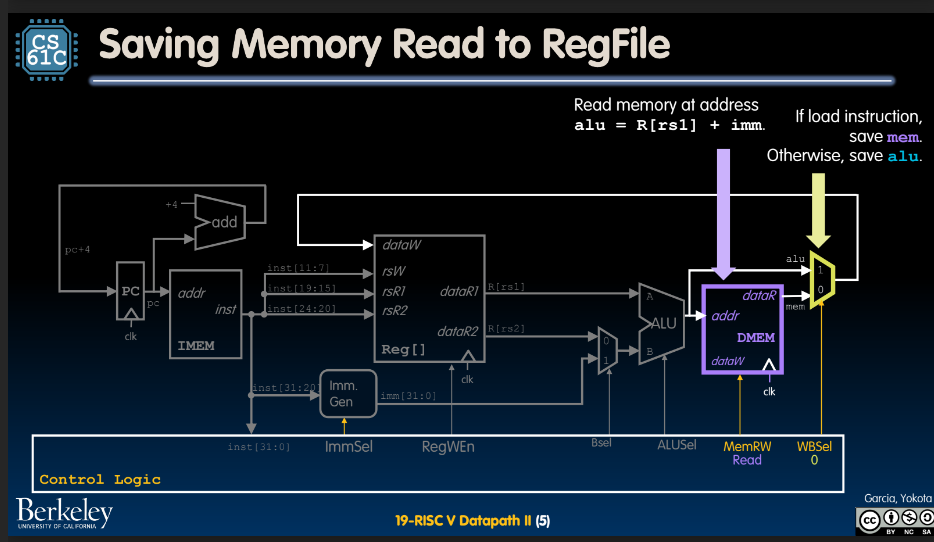 CS
61C
Saving Memory Read to RegFile
Read memory at address
alu = R[rs1] + imm.
If load instruction,
save mem.
Otherwise, save alu.
+4
add
pc+4
PC
pc
clk
addr
inst
IMEM
inst[11:7]
inst[19:15]
inst[24:20]
dataW
rsW
rsR1
rsR2
dataR1
dataR2
Reg[]
clk
R[rs1]
R[rs2]
0
1
A
ALU
B
alu
1
0
mem
dataR
addr
DMEM
dataW
clk
inst[31:20]
Imm.
Gen
imm[31:0]
inst[31:0]
ImmSel
RegWEn
Bsel
ALUSel
MemRW
Read
WBSel
0
Control Logic
Berkeley
UNIVERSITY OF CALIFORNIA
19-RISC V Datapath II (5)
Garcia, Yokota
CC
BY NC SA